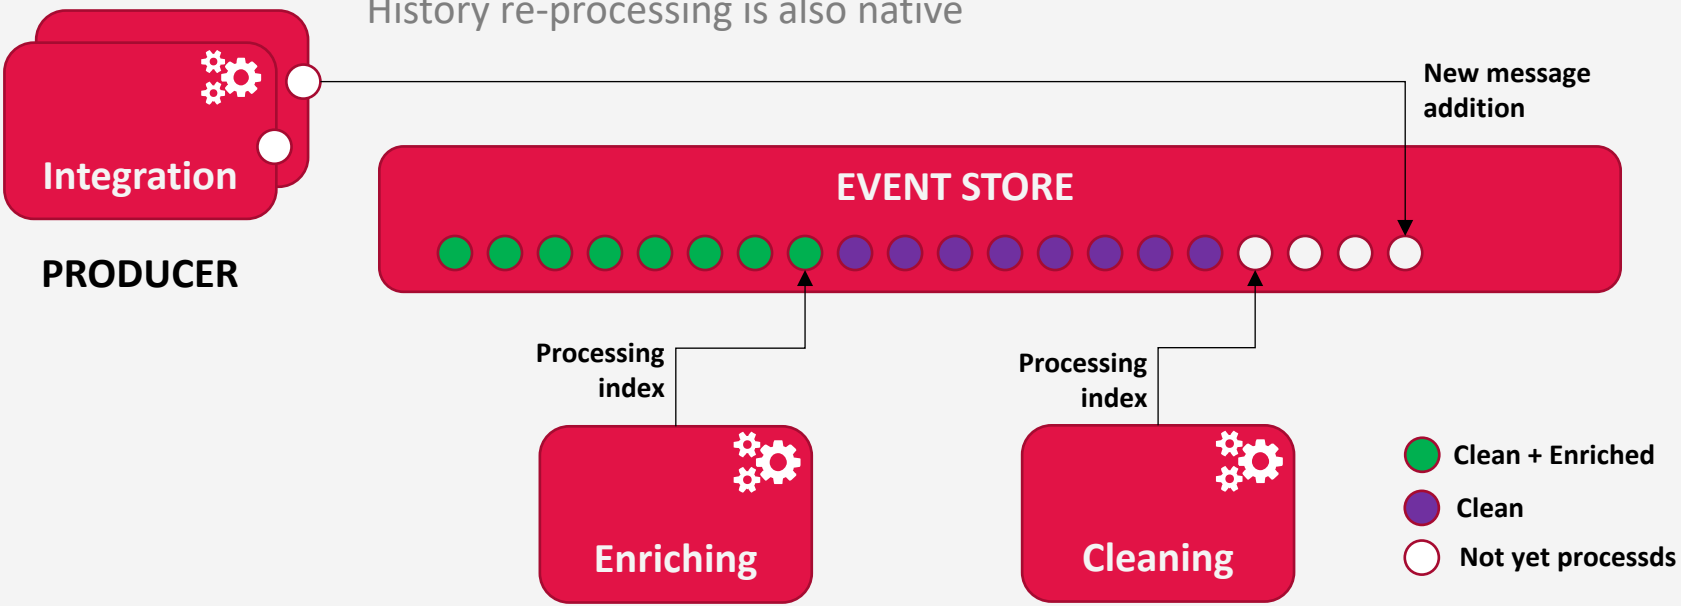 History re-processing is also native
New message
addition
Integration
EVENT STORE
PRODUCER
Processing
index
Processing
index
Clean + Enriched
Clean
Not yet processds
Enriching
Cleaning